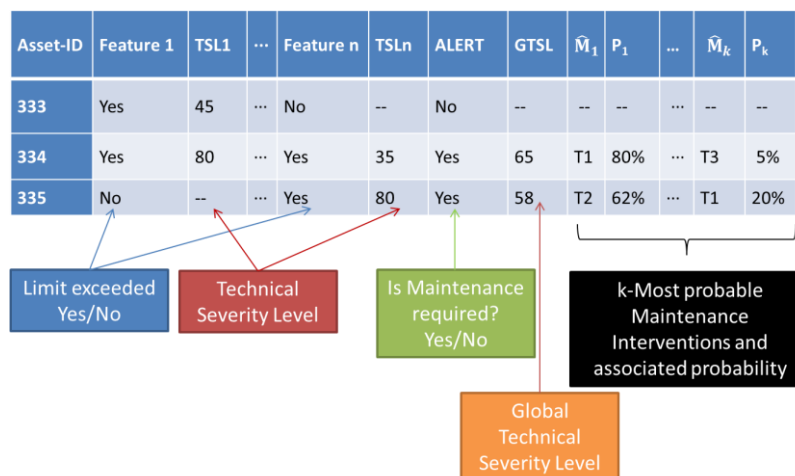 Asset-ID Feature 1 TSL1 ... Feature n TSLn ALERT GTSL M̂₁ P₁ ... M̂ₖ Pₖ
333 Yes 45 ... No -- No -- -- -- ... -- --
334 Yes 80 ... Yes 35 Yes 65 T1 80% ... T3 5%
335 No -- ... Yes 80 Yes 58 T2 62% ... T1 20%
Limit exceeded
Yes/No
Technical
Severity Level
Is Maintenance
required?
Yes/No
k-Most probable
Maintenance
Interventions and
associated probability
Global
Technical
Severity Level